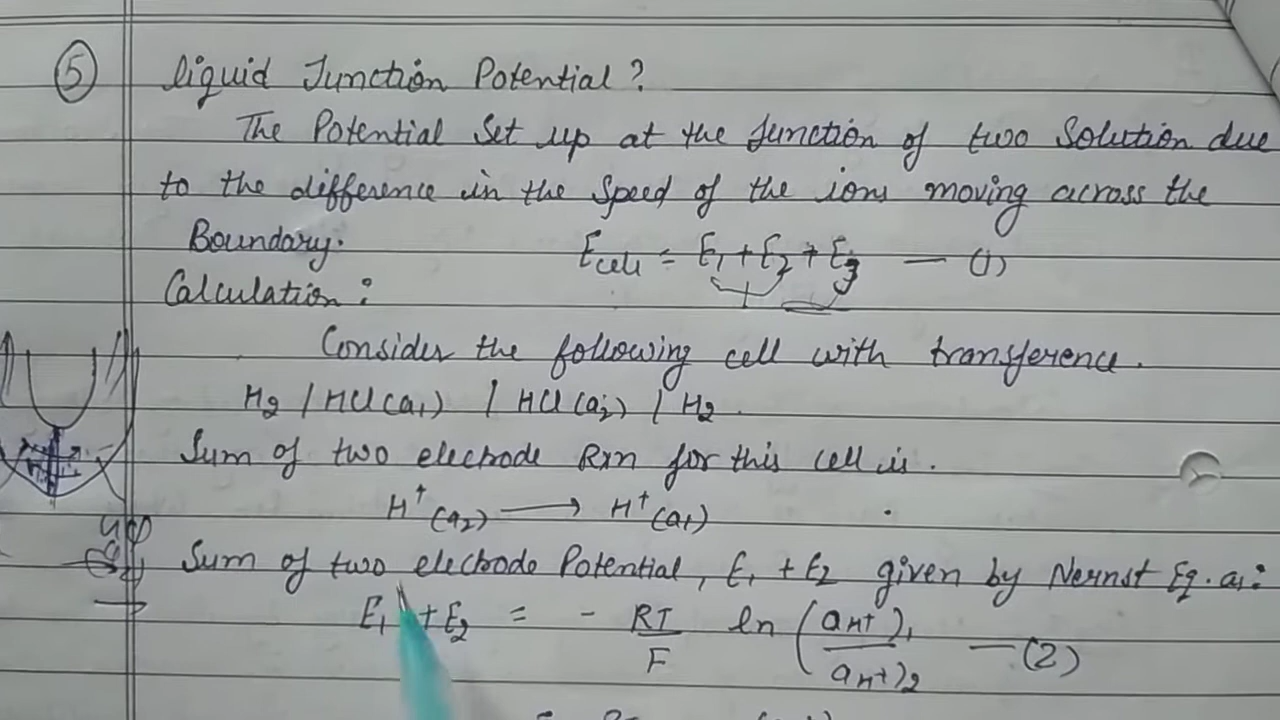 ⑤ liquid Junction Potential?
The Potential Set up at the Junction of two Solution due
to the difference in the Speed of the ions moving across the
Boundary.
Ecell = E₁ + E₂ + E₃ — (1)
Calculation:
Consider the following cell with transference.
H₂ / HCl (a₁) / HCl (a₂) / H₂.
Sum of two electrode Rxn for this cell is.
H⁺(a₂) ⟶ H⁺(a₁)
Sum of two electrode Potential, E₁ + E₂ given by Nernst Eq. as:
E₁ + E₂ = - RT/F ln (aH⁺)₁/(aH⁺)₂ — (2)